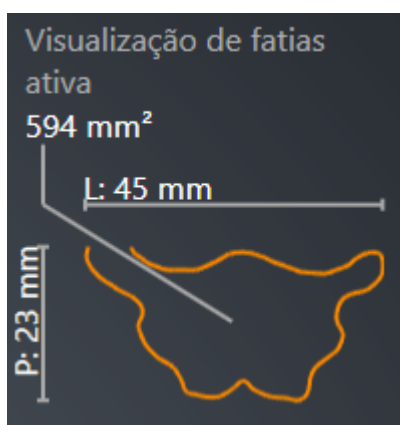 Visualização de fatias
ativa
594 mm²
L: 45 mm
P: 23 mm